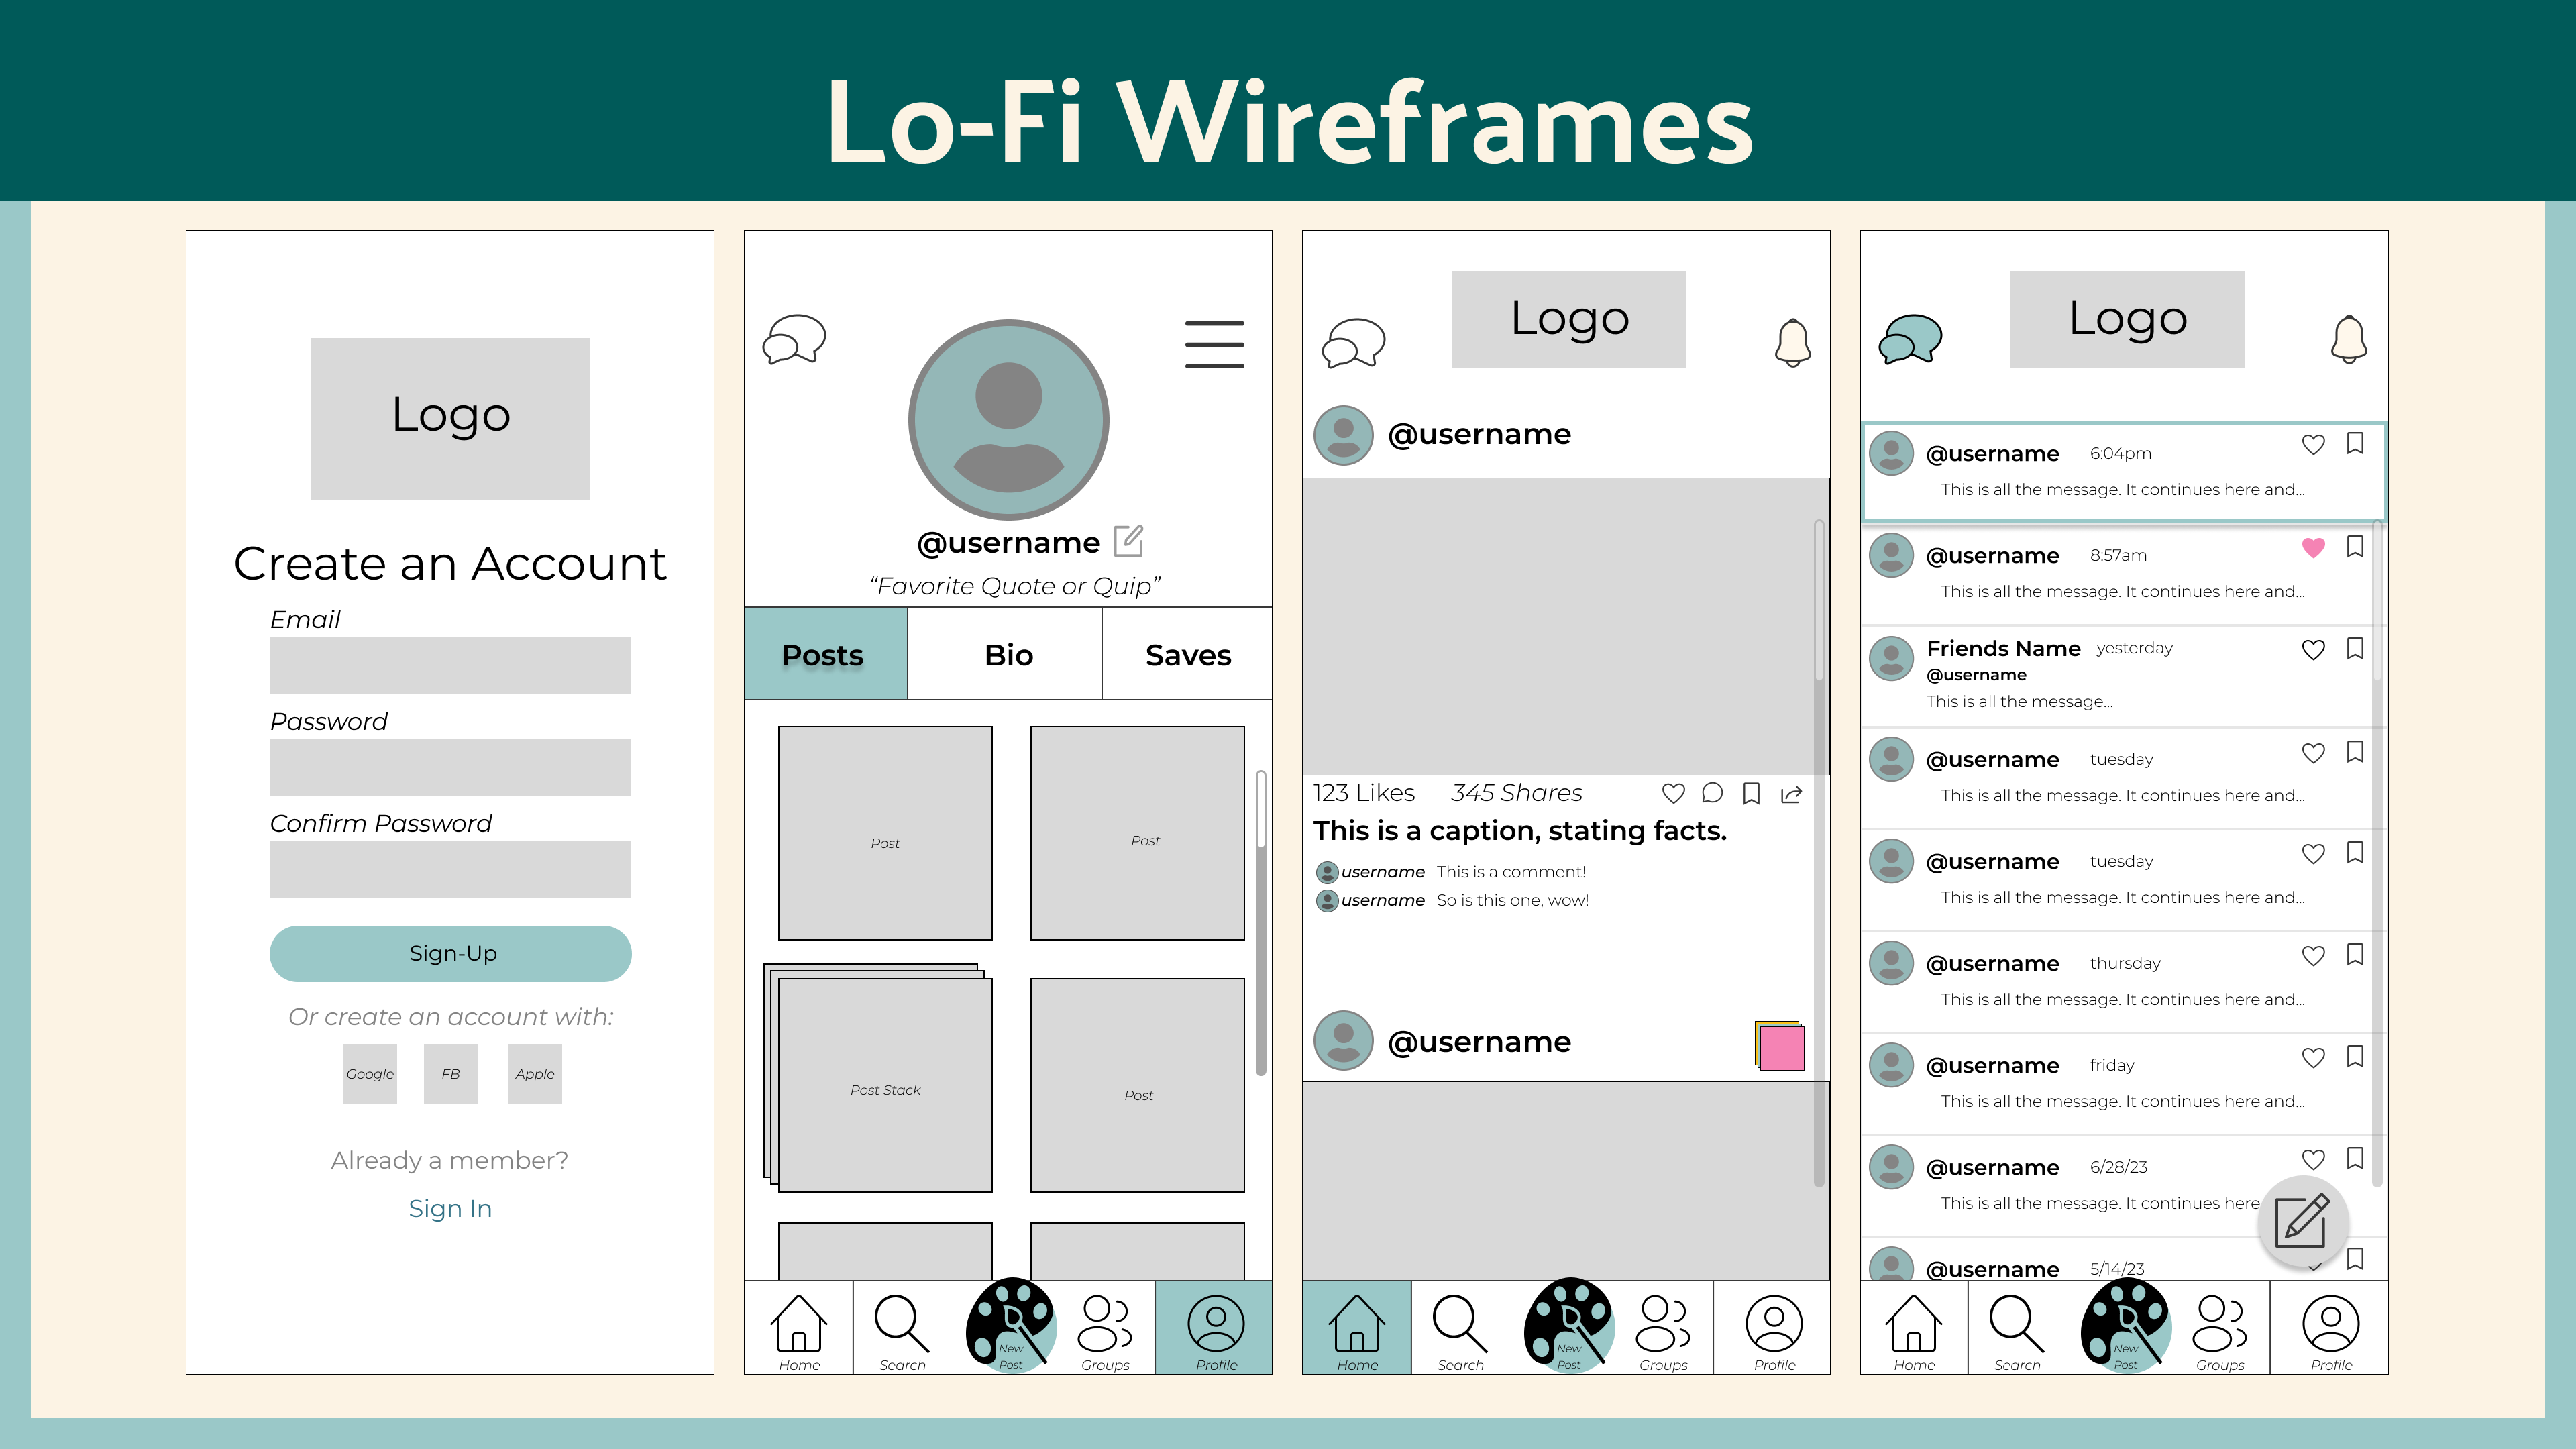 Lo-Fi Wireframes
Logo
Create an Account
Email
Password
Confirm Password
Sign-Up
Or create an account with:
Google FB Apple
Already a member?
Sign In
@username
“Favorite Quote or Quip”
Posts Bio Saves
Post Post
Post Stack Post
Home Search New Post Groups Profile
Logo
@username
123 Likes 345 Shares
This is a caption, stating facts.
username This is a comment!
username So is this one, wow!
@username
Home Search New Post Groups Profile
Logo
@username 6:04pm
This is all the message. It continues here and...
@username 8:57am
This is all the message. It continues here and...
Friends Name yesterday
@username
This is all the message...
@username tuesday
This is all the message. It continues here and...
@username tuesday
This is all the message. It continues here and...
@username thursday
This is all the message. It continues here and...
@username friday
This is all the message. It continues here and...
@username 6/28/23
This is all the message. It continues here
@username 5/14/23
Home Search New Post Groups Profile